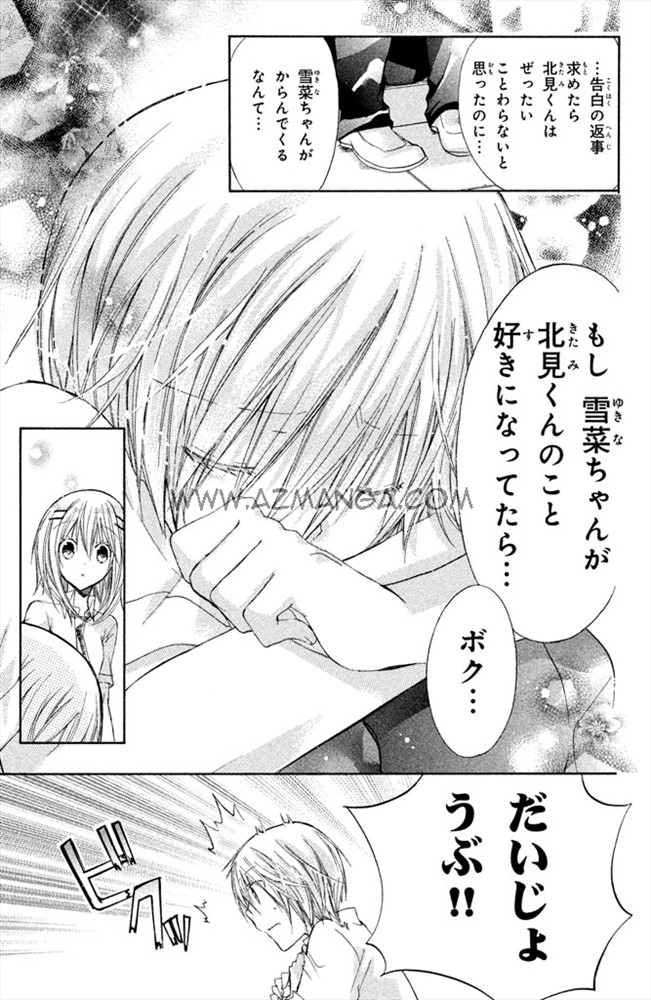 …告白の返事
求めたら
北見くんは
ぜったい
ことわらないと
思ったのに…
雪菜ちゃんが
からんでくる
なんて…
もし 雪菜ちゃんが
北見くんのこと
好きになってたら…
ボク…
WWW.AZMANGA.COM
だいじょ
うぶ!!
ビクッ